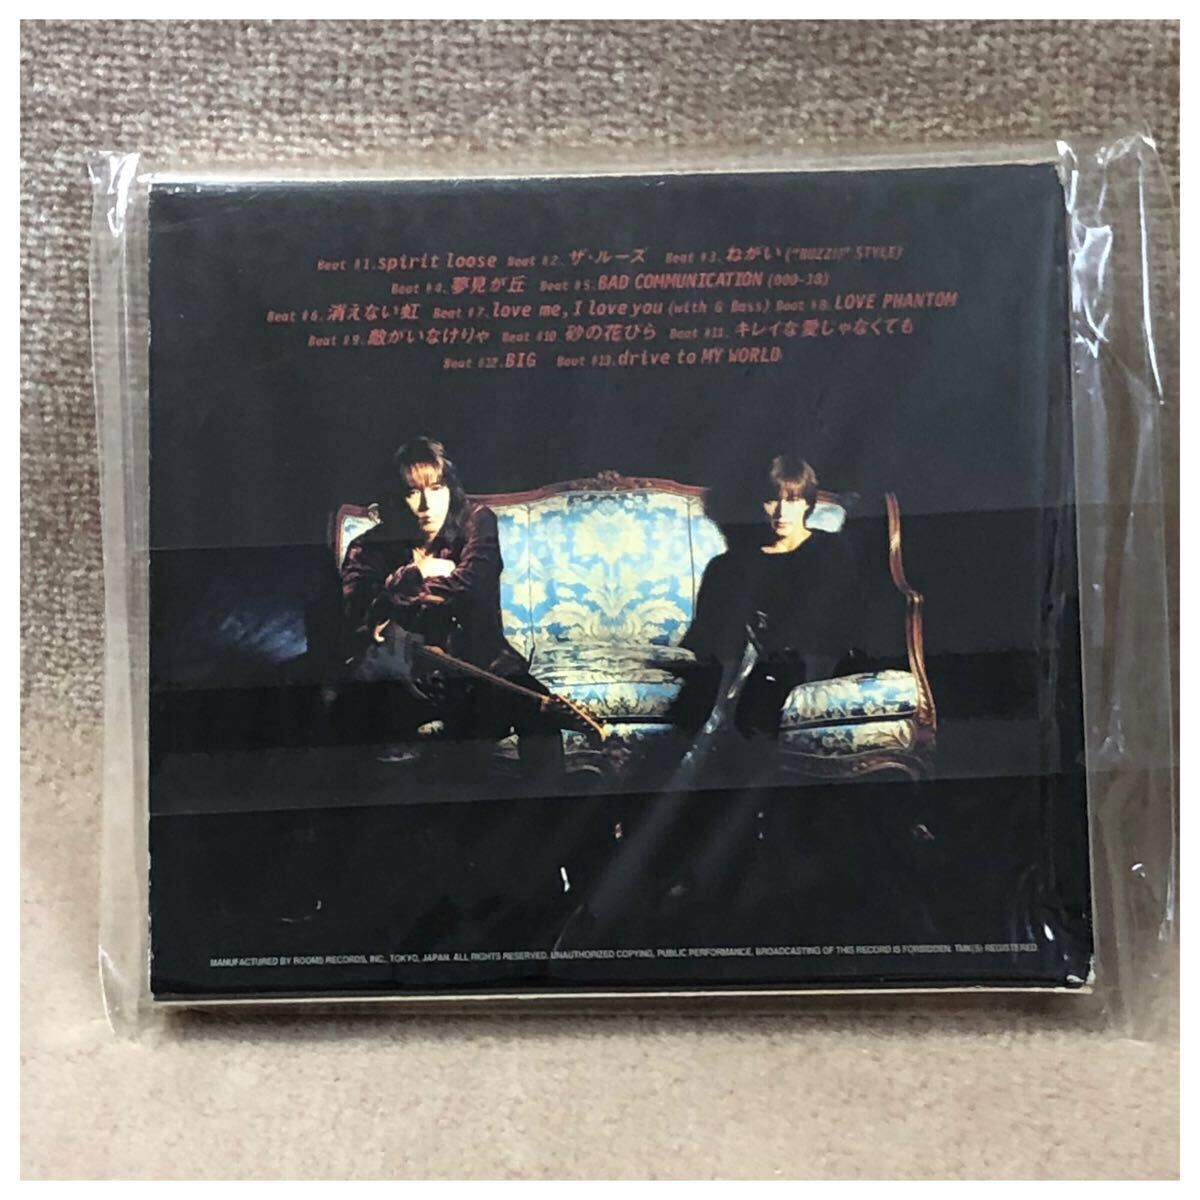 Beat #1.spirit loose Beat #2.ザ・ルーズ Beat #3.ねがい("BUZZ!!" STYLE)
Beat #4.夢見が丘 Beat #5.BAD COMMUNICATION(000-18)
Beat #6.消えない虹 Beat #7.love me, I love you(with G Bass) Beat #8.LOVE PHANTOM
Beat #9.敵がいなけりゃ Beat #10.砂の花びら Beat #11.キレイな愛じゃなくても
Beat #12.BIG Beat #13.drive to MY WORLD
MANUFACTURED BY ROOMS RECORDS, INC., TOKYO, JAPAN. ALL RIGHTS RESERVED. UNAUTHORIZED COPYING, PUBLIC PERFORMANCE, BROADCASTING OF THIS RECORD IS FORBIDDEN. TMK(S) REGISTERED.